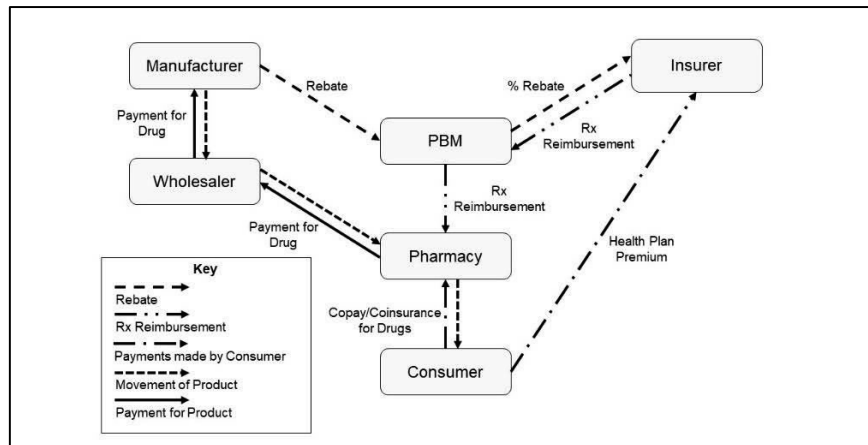 Manufacturer
Insurer
Rebate
% Rebate
Payment for
Drug
PBM
Rx
Reimbursement
Wholesaler
Rx
Reimbursement
Payment for
Drug
Pharmacy
Health Plan
Premium
Copay/Coinsurance
for Drugs
Consumer
Key
Rebate
Rx Reimbursement
Payments made by Consumer
Movement of Product
Payment for Product